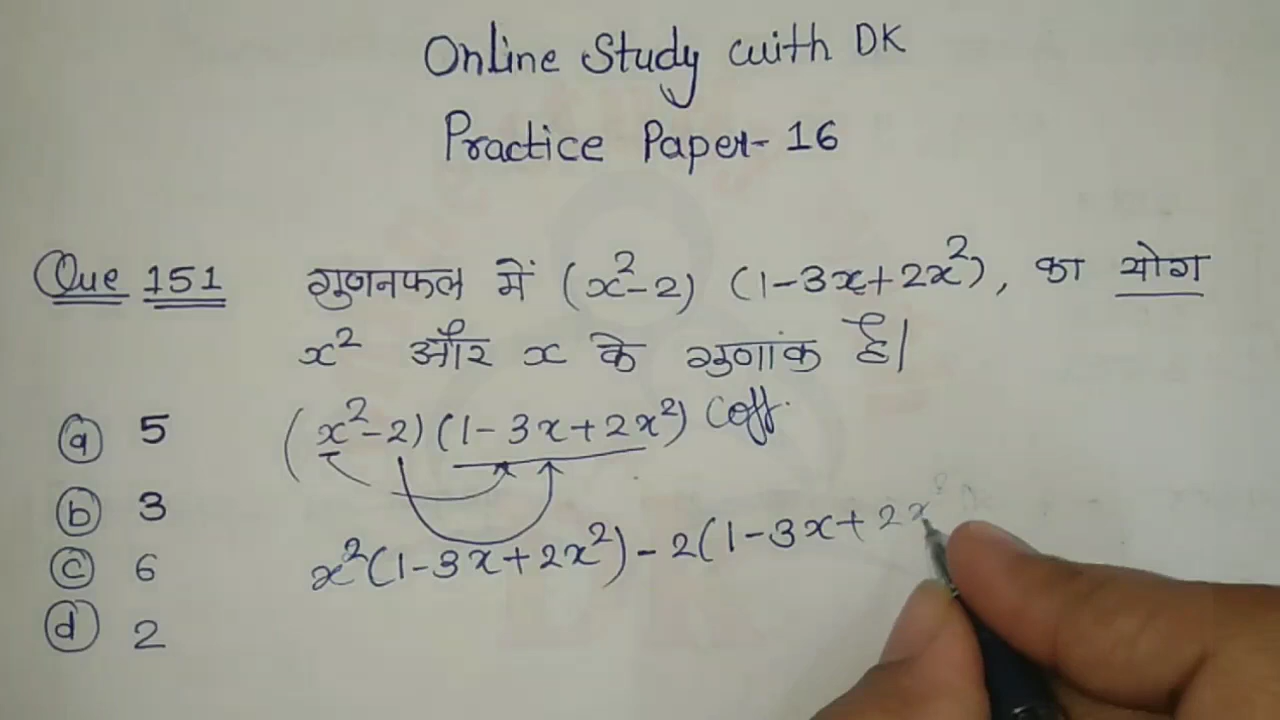 Online Study with DK
Practice Paper- 16
Que 151 गुणनफल में (x²-2) (1-3x+2x²), का योग
x² और x के गुणांक है।
(x²-2)(1-3x+2x²) Coff.
ⓐ 5
ⓑ 3
x²(1-3x+2x²) - 2(1-3x+2x
ⓒ 6
ⓓ 2